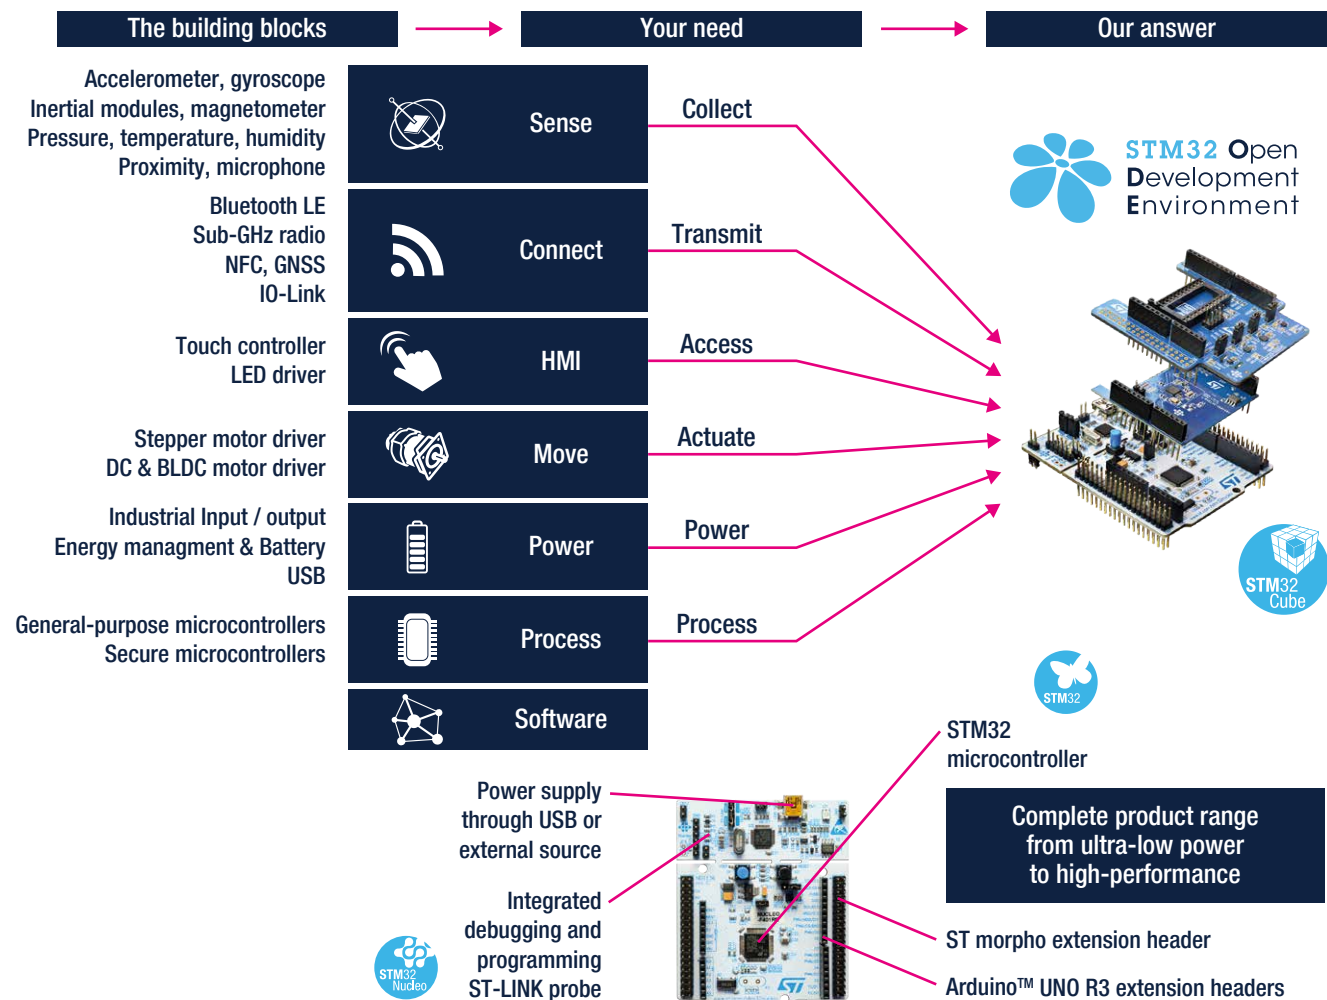 The building blocks
Your need
Our answer
Accelerometer, gyroscope
Inertial modules, magnetometer
Pressure, temperature, humidity
Proximity, microphone
Sense
Collect
STM32 Open
Development
Environment
Bluetooth LE
Sub-GHz radio
NFC, GNSS
IO-Link
Connect
Transmit
Touch controller
LED driver
HMI
Access
Stepper motor driver
DC & BLDC motor driver
Move
Actuate
Industrial Input / output
Energy managment & Battery
USB
Power
Power
STM32
Cube
General-purpose microcontrollers
Secure microcontrollers
Process
Process
Software
STM32
STM32
microcontroller
Power supply
through USB or
external source
Complete product range
from ultra-low power
to high-performance
Integrated
debugging and
programming
ST-LINK probe
STM32
Nucleo
ST morpho extension header
Arduino™ UNO R3 extension headers